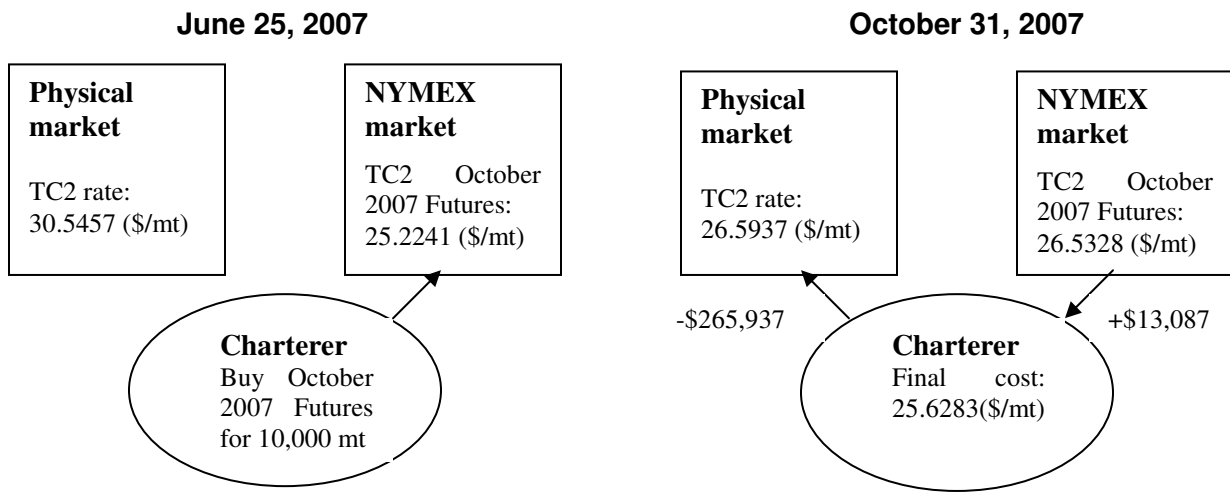 June 25, 2007
Physical
market
TC2 rate:
30.5457 ($/mt)
NYMEX
market
TC2 October
2007 Futures:
25.2241 ($/mt)
Charterer
Buy October
2007 Futures
for 10,000 mt
October 31, 2007
Physical
market
TC2 rate:
26.5937 ($/mt)
NYMEX
market
TC2 October
2007 Futures:
26.5328 ($/mt)
-$265,937
+$13,087
Charterer
Final cost:
25.6283($/mt)